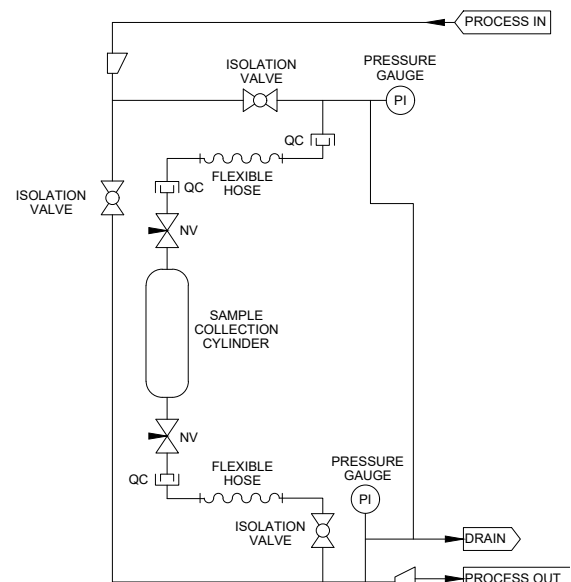 PROCESS IN
ISOLATION
VALVE
PRESSURE
GAUGE
PI
QC
FLEXIBLE
HOSE
QC
ISOLATION
VALVE
NV
SAMPLE
COLLECTION
CYLINDER
NV
QC
FLEXIBLE
HOSE
PRESSURE
GAUGE
PI
ISOLATION
VALVE
DRAIN
PROCESS OUT